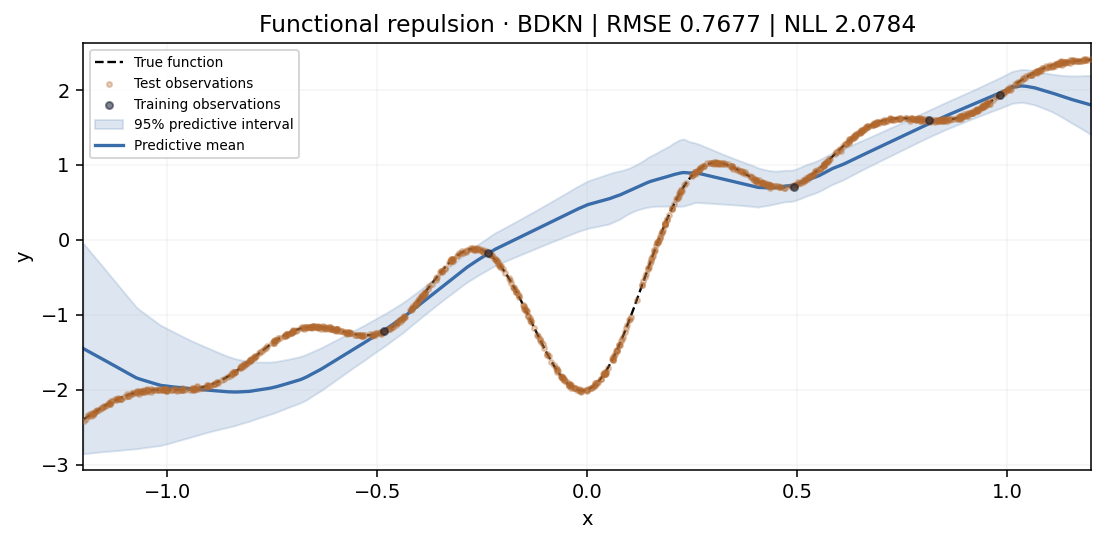 Functional repulsion · BDKN | RMSE 0.7677 | NLL 2.0784
True function
Test observations
Training observations
95% predictive interval
Predictive mean
y
2
1
0
−1
−2
−3
−1.0
−0.5
0.0
0.5
1.0
x